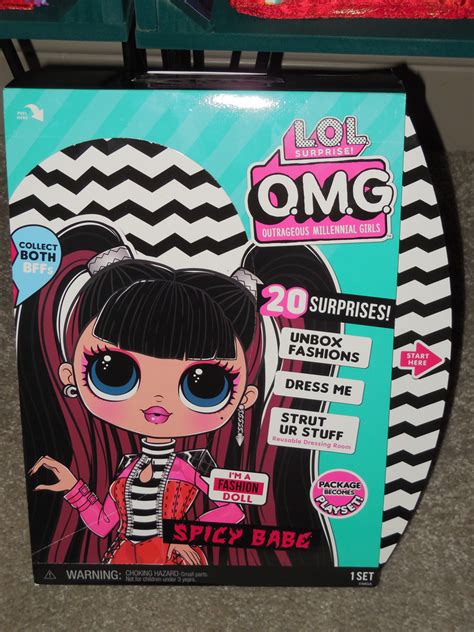 PULL HERE
L.O.L.
SURPRISE!
O.M.G.
OUTRAGEOUS MILLENNIAL GIRLS
COLLECT
BOTH
BFFs
20 SURPRISES!
UNBOX
FASHIONS
DRESS ME
STRUT
UR STUFF
Reusable Dressing Room
START
HERE
I'M A
FASHION
DOLL
PACKAGE
BECOMES
PLAYSET!
SPICY BABE
WARNING: CHOKING HAZARD-Small parts.
Not for children under 3 years.
1 SET